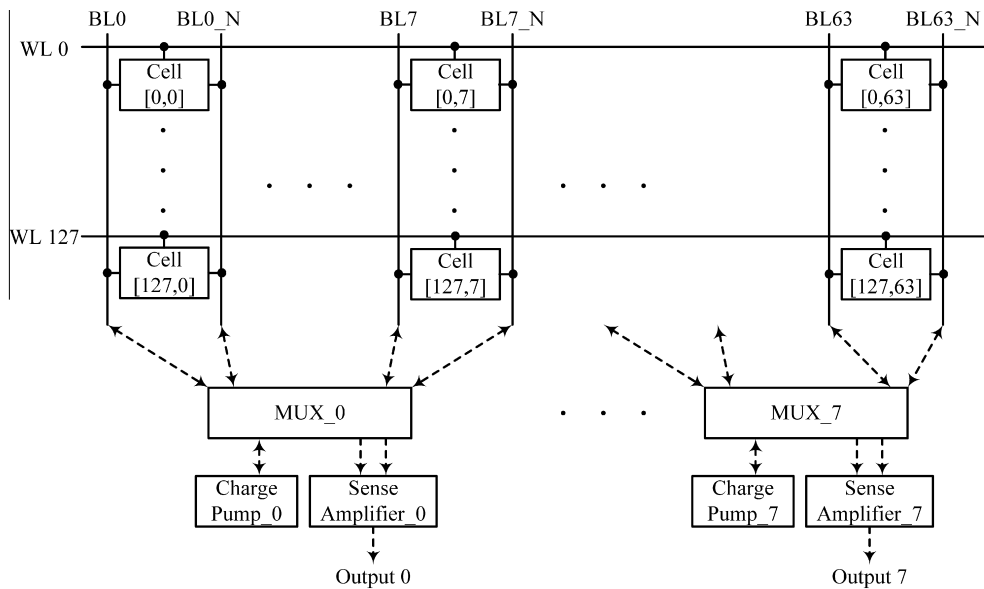 BL0 BL0_N BL7 BL7_N BL63 BL63_N
WL 0
Cell
[0,0]
Cell
[0,7]
Cell
[0,63]
WL 127
Cell
[127,0]
Cell
[127,7]
Cell
[127,63]
MUX_0
MUX_7
Charge
Pump_0
Sense
Amplifier_0
Charge
Pump_7
Sense
Amplifier_7
Output 0
Output 7